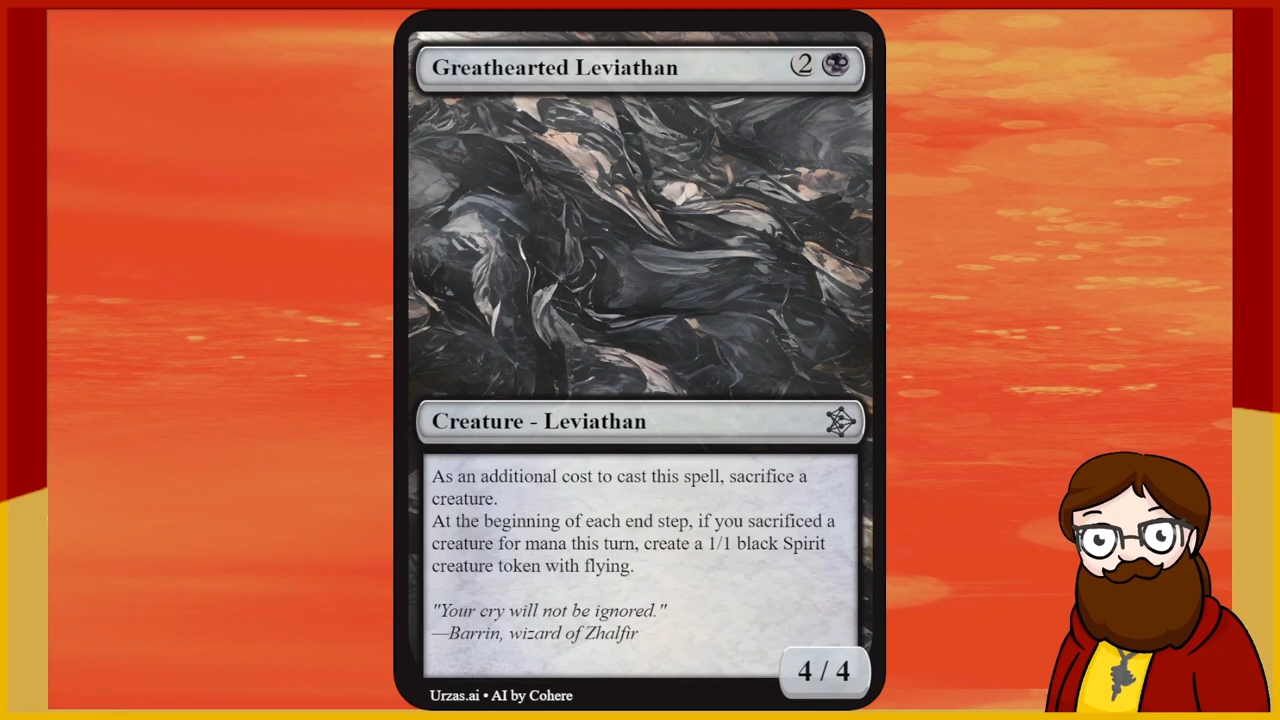 Greathearted Leviathan 2
Creature - Leviathan
As an additional cost to cast this spell, sacrifice a
creature.
At the beginning of each end step, if you sacrificed a
creature for mana this turn, create a 1/1 black Spirit
creature token with flying.
"Your cry will not be ignored."
—Barrin, wizard of Zhalfir
4 / 4
Urzas.ai • AI by Cohere